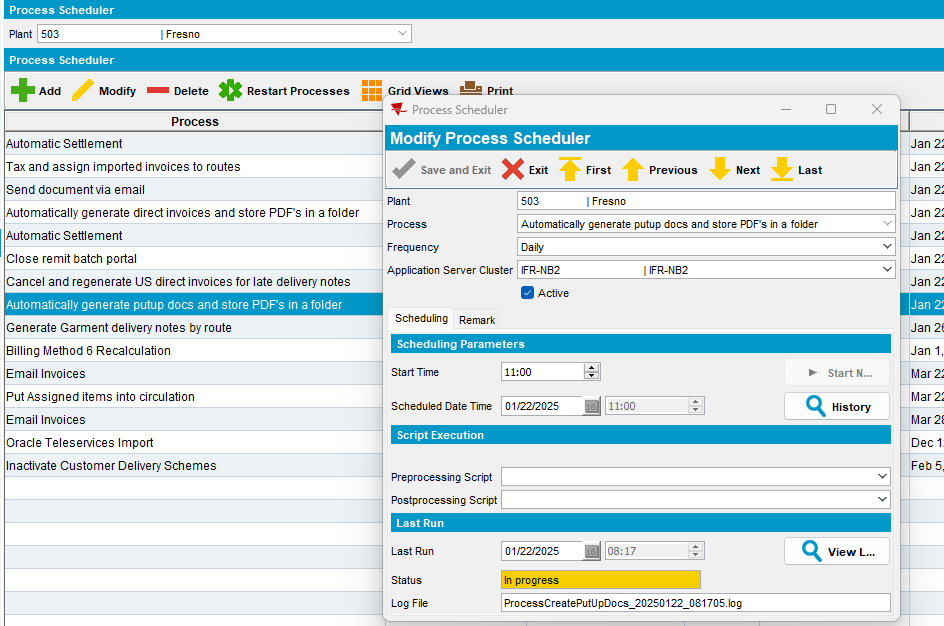 Process Scheduler
Plant 503 | Fresno
Process Scheduler
Add Modify Delete Restart Processes Grid Views Print
Process
Automatic Settlement Jan 22
Tax and assign imported invoices to routes Jan 22
Send document via email Jan 22
Automatically generate direct invoices and store PDF's in a folder Jan 22
Automatic Settlement Jan 22
Close remit batch portal Jan 22
Cancel and regenerate US direct invoices for late delivery notes Jan 22
Automatically generate putup docs and store PDF's in a folder Jan 22
Generate Garment delivery notes by route Jan 26
Billing Method 6 Recalculation Jan 1,
Email Invoices Mar 22
Put Assigned items into circulation Mar 22
Email Invoices Mar 28
Oracle Teleservices Import Dec 1
Inactivate Customer Delivery Schemes Feb 5,
Process Scheduler
Modify Process Scheduler
Save and Exit Exit First Previous Next Last
Plant 503 | Fresno
Process Automatically generate putup docs and store PDF's in a folder
Frequency Daily
Application Server Cluster IFR-NB2 | IFR-NB2
Active
Scheduling Remark
Scheduling Parameters
Start Time 11:00 Start N...
Scheduled Date Time 01/22/2025 16 11:00 History
Script Execution
Preprocessing Script
Postprocessing Script
Last Run
Last Run 01/22/2025 16 08:17 View L...
Status In progress
Log File ProcessCreatePutUpDocs_20250122_081705.log